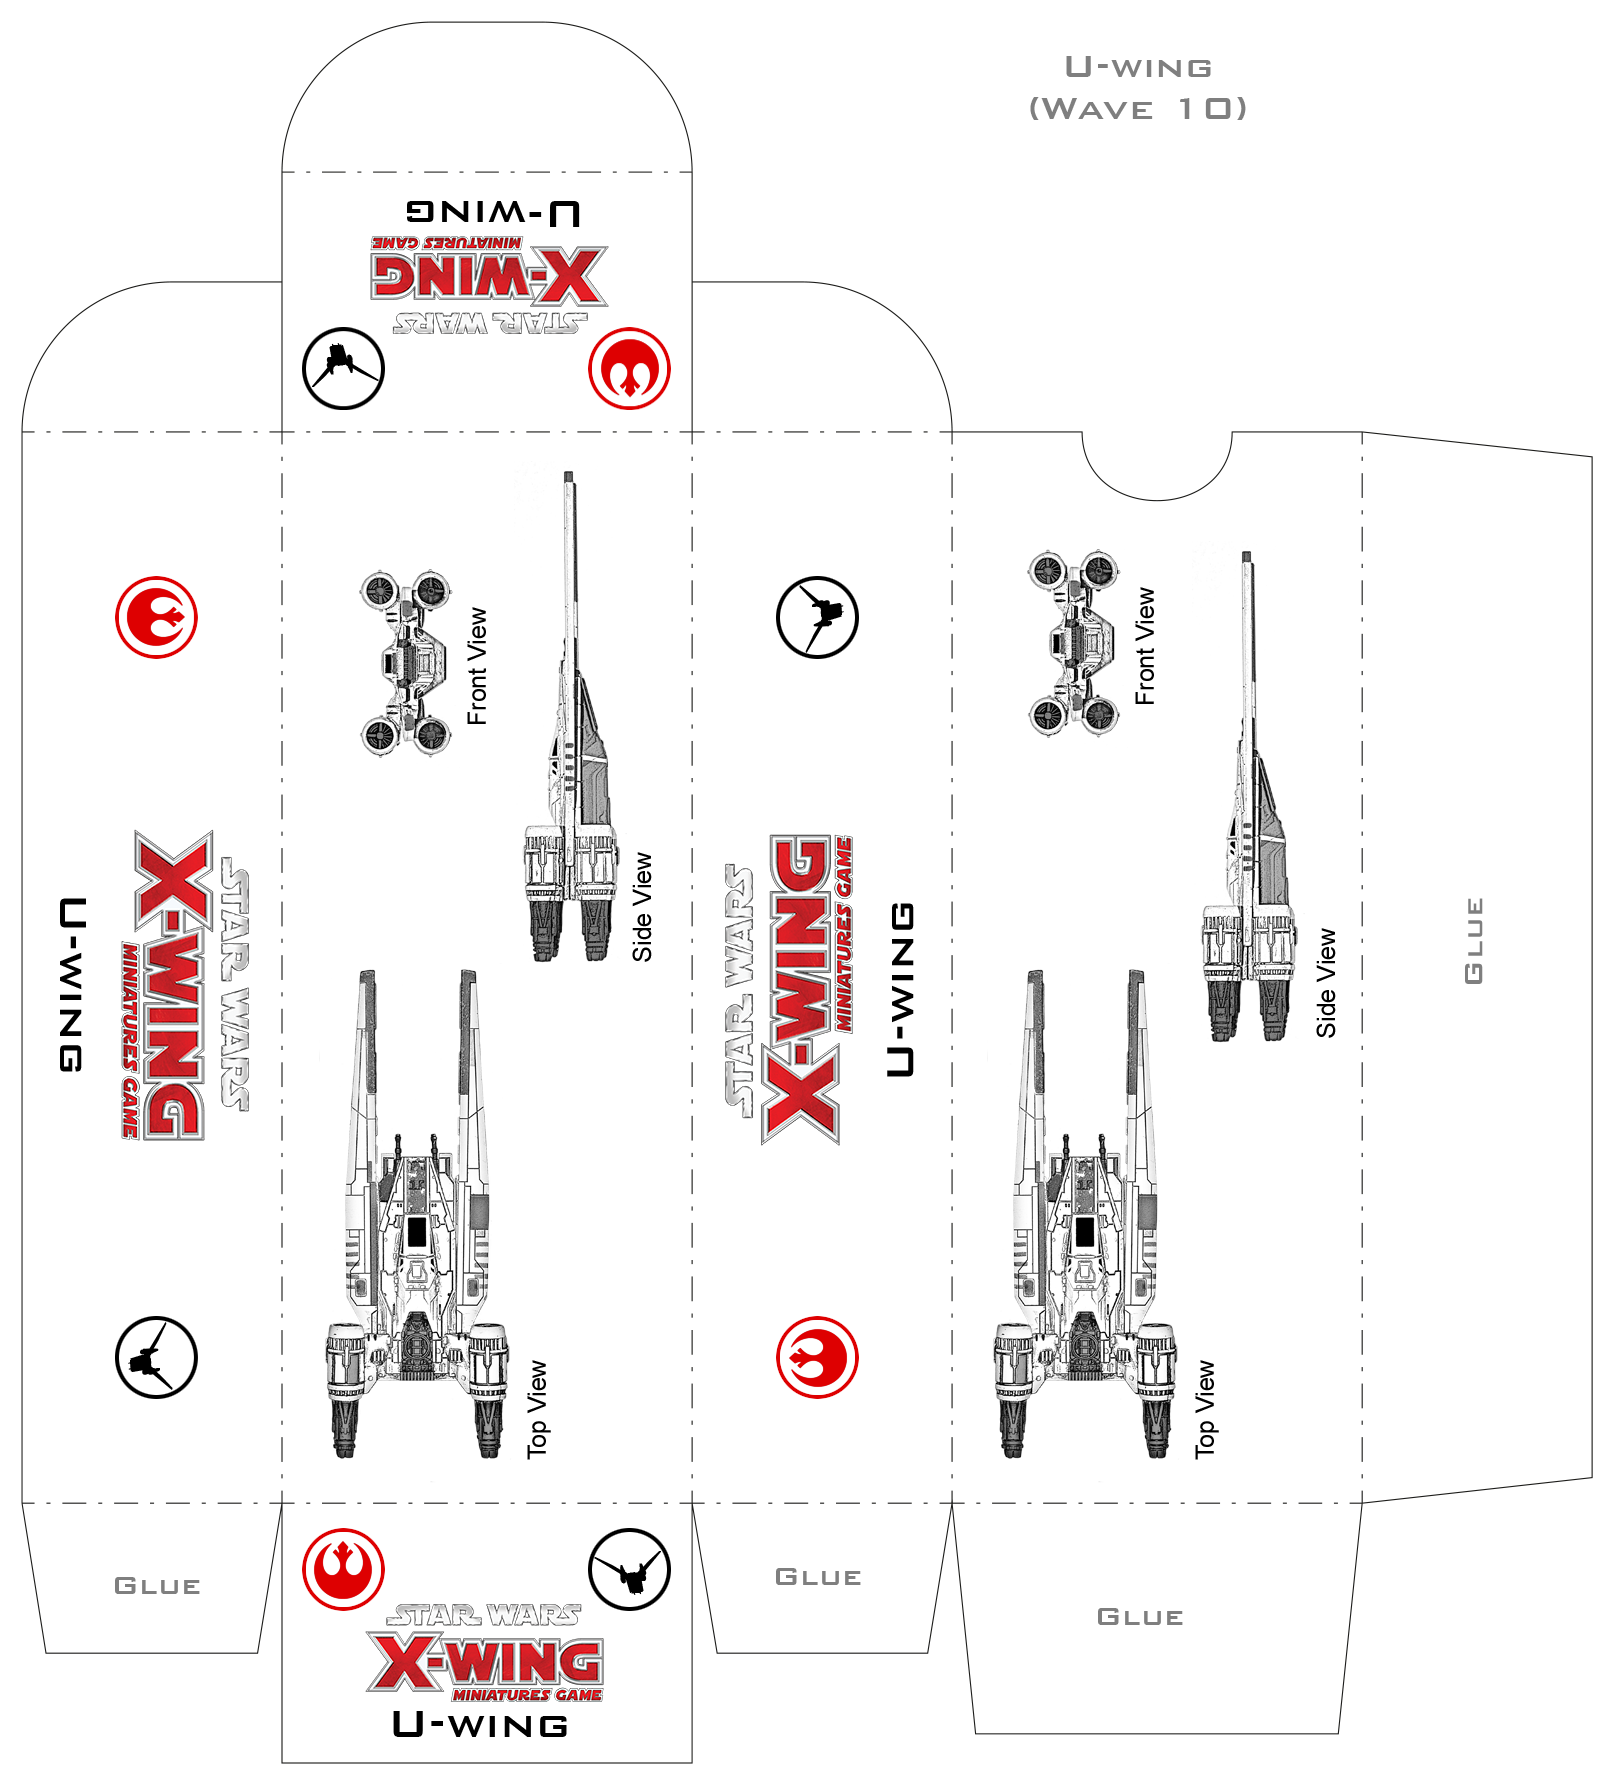 U-WING
(WAVE 10)
U-WING
MINIATURES GAME
X-WING
STAR WARS
Front View
Side View
Top View
STAR WARS
X-WING
MINIATURES GAME
U-WING
STAR WARS
X-WING
MINIATURES GAME
U-WING
Front View
Side View
Top View
GLUE
GLUE
STAR WARS
X-WING
MINIATURES GAME
U-WING
GLUE
GLUE